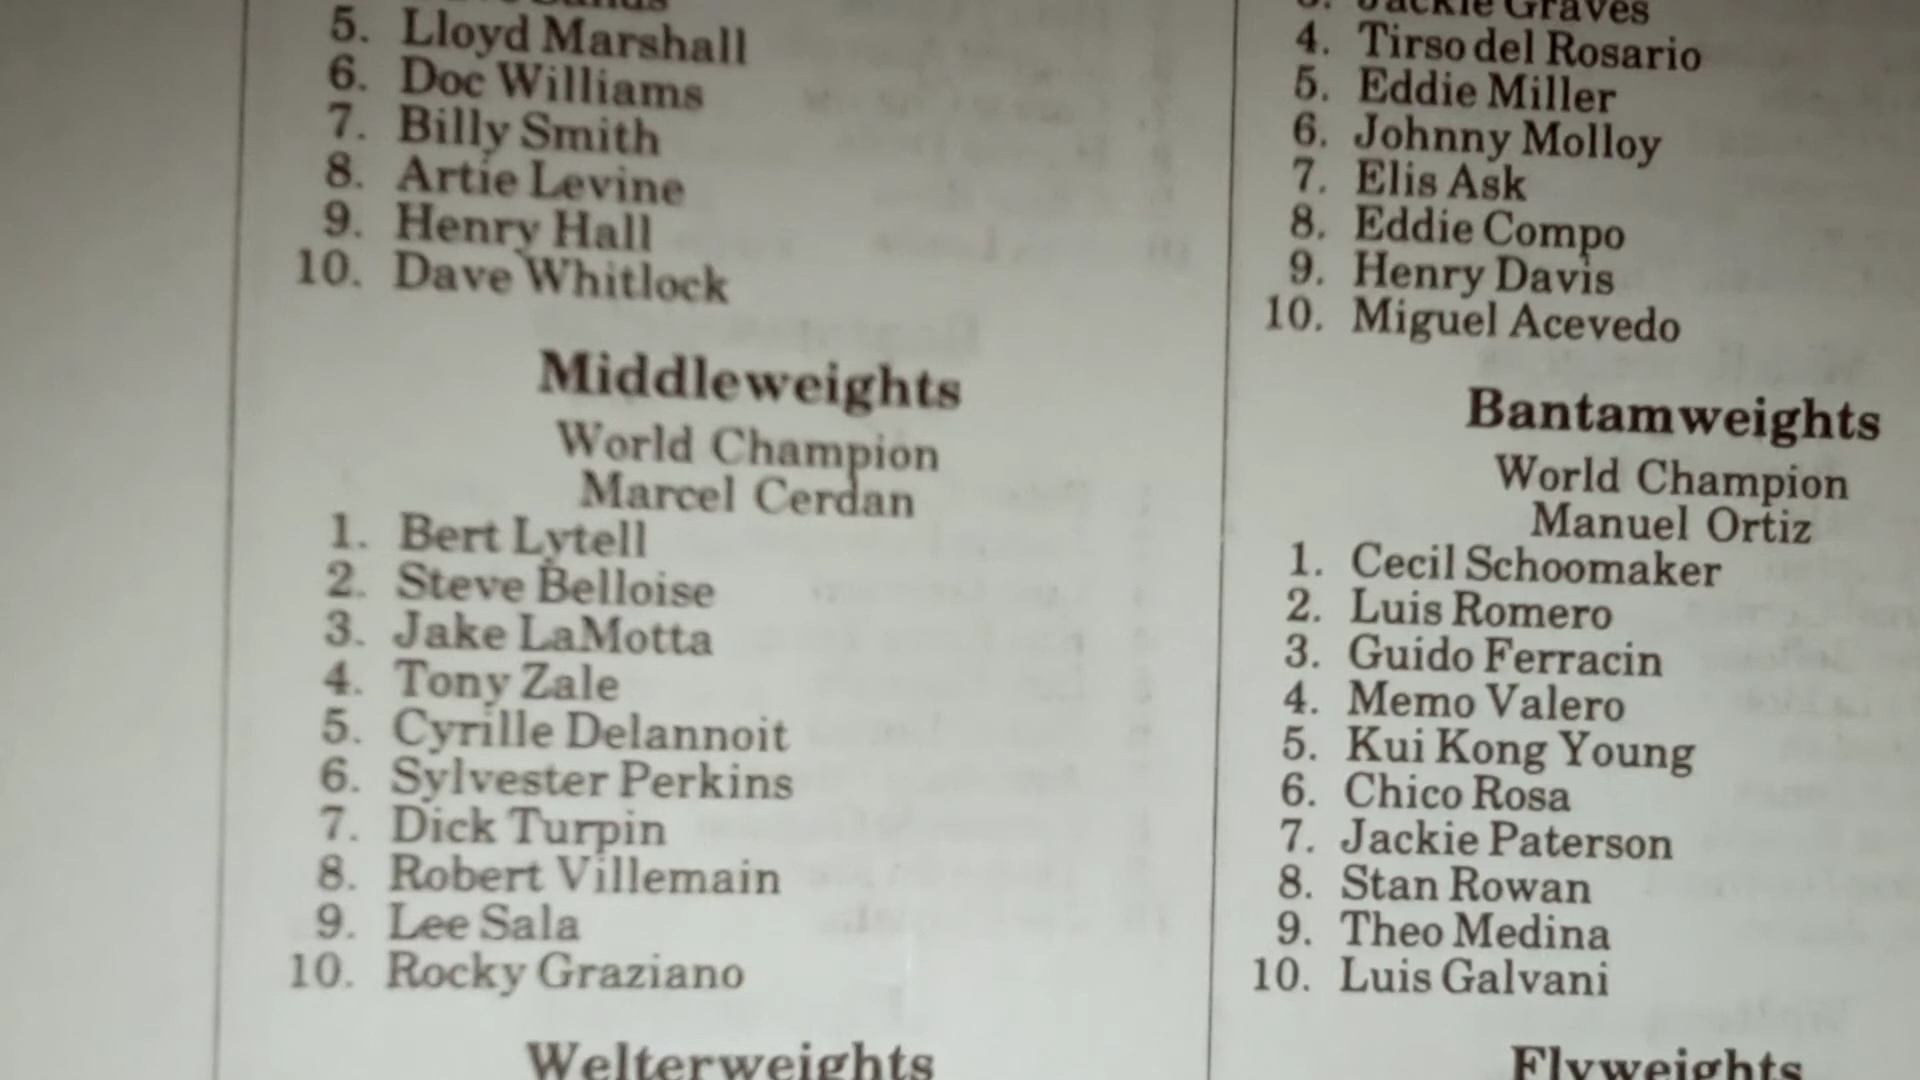 5. Lloyd Marshall
6. Doc Williams
7. Billy Smith
8. Artie Levine
9. Henry Hall
10. Dave Whitlock
Middleweights
World Champion
Marcel Cerdan
1. Bert Lytell
2. Steve Belloise
3. Jake LaMotta
4. Tony Zale
5. Cyrille Delannoit
6. Sylvester Perkins
7. Dick Turpin
8. Robert Villemain
9. Lee Sala
10. Rocky Graziano
Welterweights
3. Jackie Graves
4. Tirso del Rosario
5. Eddie Miller
6. Johnny Molloy
7. Elis Ask
8. Eddie Compo
9. Henry Davis
10. Miguel Acevedo
Bantamweights
World Champion
Manuel Ortiz
1. Cecil Schoomaker
2. Luis Romero
3. Guido Ferracin
4. Memo Valero
5. Kui Kong Young
6. Chico Rosa
7. Jackie Paterson
8. Stan Rowan
9. Theo Medina
10. Luis Galvani
Flyweights